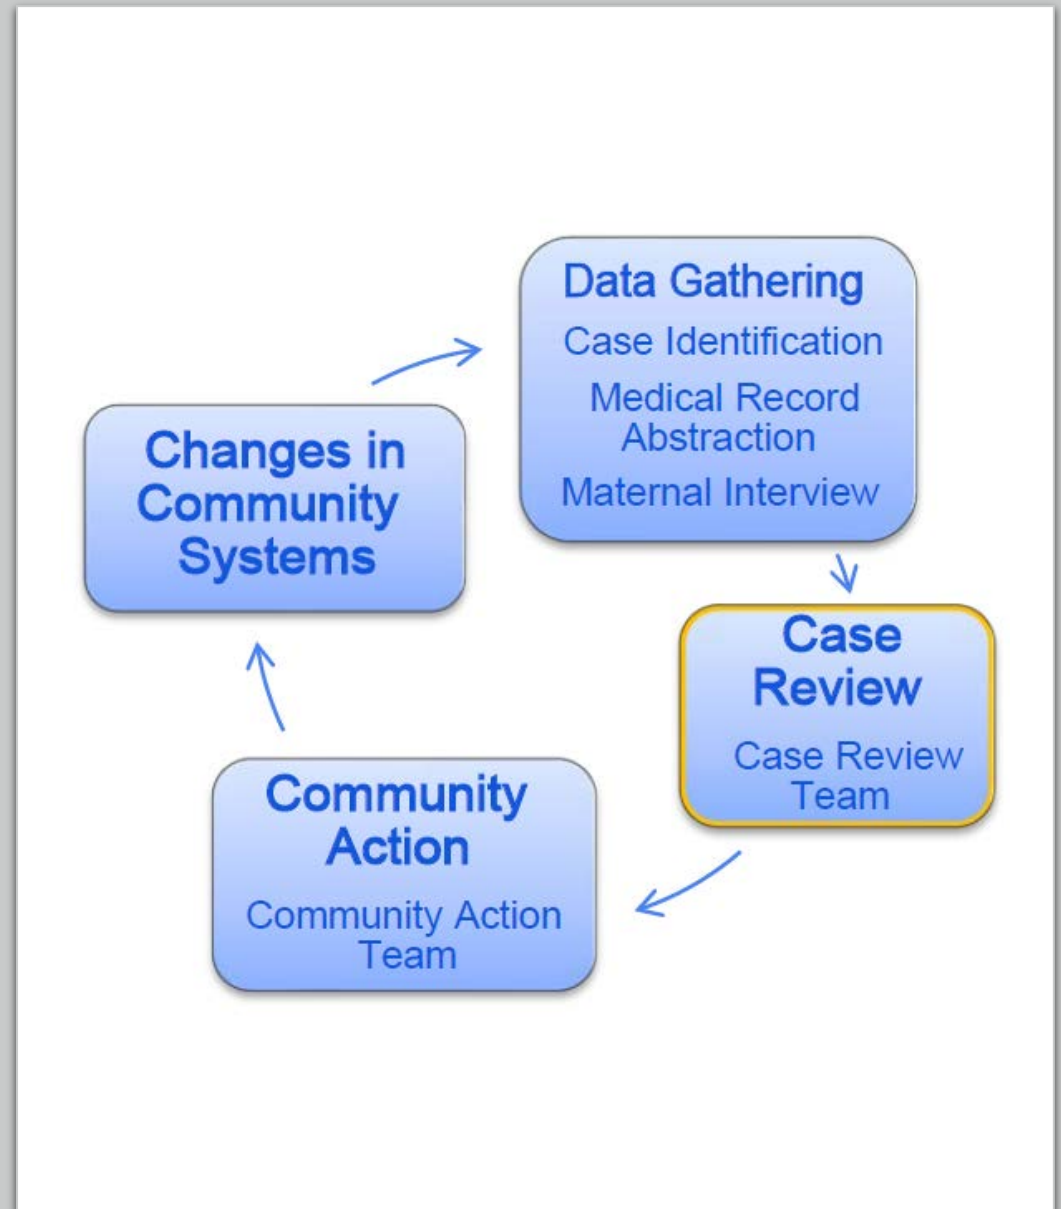 Data Gathering
Case Identification
Medical Record
Abstraction
Maternal Interview
Case
Review
Case Review
Team
Community
Action
Community Action
Team
Changes in
Community
Systems